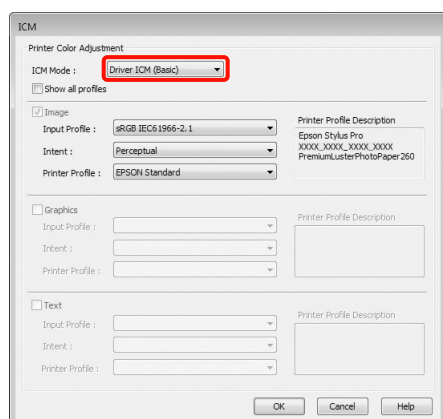 ICM
Printer Color Adjustment
ICM Mode : Driver ICM (Basic)
Show all profiles
Image
Input Profile : sRGB IEC61966-2.1
Intent : Perceptual
Printer Profile : EPSON Standard
Printer Profile Description
Epson Stylus Pro
XXXX_XXXX_XXXX_XXXX
PremiumLusterPhotoPaper260
Graphics
Input Profile :
Intent :
Printer Profile :
Printer Profile Description
Text
Input Profile :
Intent :
Printer Profile :
Printer Profile Description
OK Cancel Help